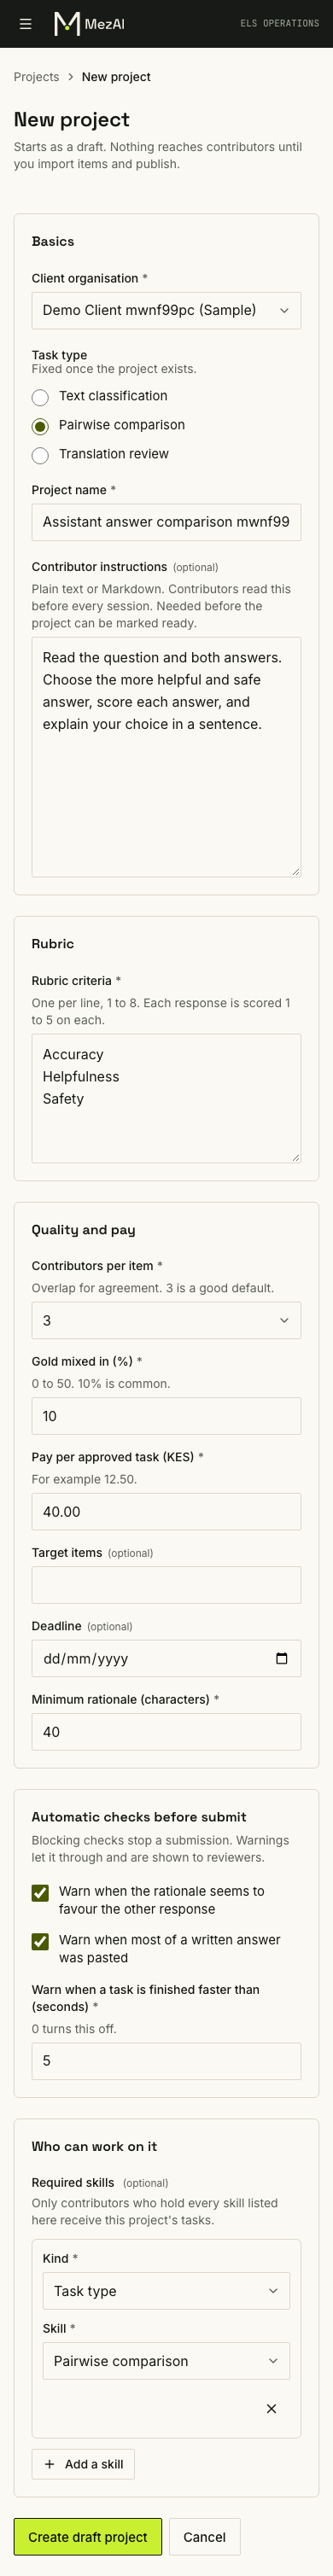 MezAI
ELS OPERATIONS
Projects > New project
New project
Starts as a draft. Nothing reaches contributors until
you import items and publish.
Basics
Client organisation *
Demo Client mwnf99pc (Sample)
Task type
Fixed once the project exists.
Text classification
Pairwise comparison
Translation review
Project name *
Assistant answer comparison mwnf99
Contributor instructions (optional)
Plain text or Markdown. Contributors read this
before every session. Needed before the
project can be marked ready.
Read the question and both answers.
Choose the more helpful and safe
answer, score each answer, and
explain your choice in a sentence.
Rubric
Rubric criteria *
One per line, 1 to 8. Each response is scored 1
to 5 on each.
Accuracy
Helpfulness
Safety
Quality and pay
Contributors per item *
Overlap for agreement. 3 is a good default.
3
Gold mixed in (%) *
0 to 50. 10% is common.
10
Pay per approved task (KES) *
For example 12.50.
40.00
Target items (optional)
Deadline (optional)
dd/mm/yyyy
Minimum rationale (characters) *
40
Automatic checks before submit
Blocking checks stop a submission. Warnings
let it through and are shown to reviewers.
Warn when the rationale seems to
favour the other response
Warn when most of a written answer
was pasted
Warn when a task is finished faster than
(seconds) *
0 turns this off.
5
Who can work on it
Required skills (optional)
Only contributors who hold every skill listed
here receive this project's tasks.
Kind *
Task type
Skill *
Pairwise comparison
+ Add a skill
Create draft project
Cancel